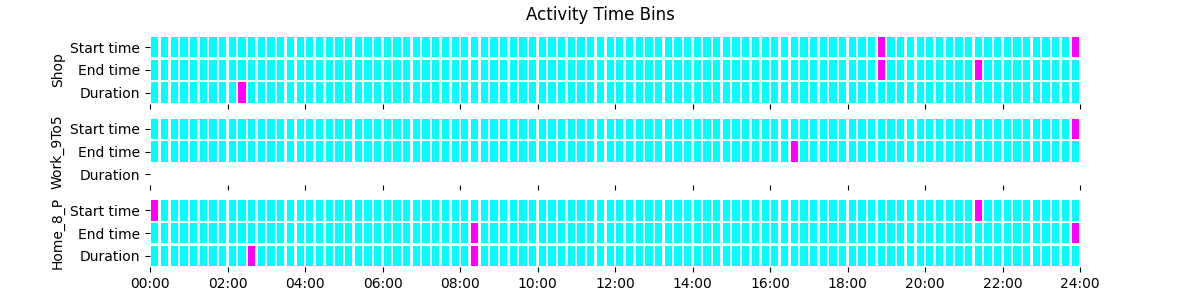 Activity Time Bins
Shop
Start time
End time
Duration
Work_9To5
Start time
End time
Duration
Home_8_P
Start time
End time
Duration
00:00 02:00 04:00 06:00 08:00 10:00 12:00 14:00 16:00 18:00 20:00 22:00 24:00